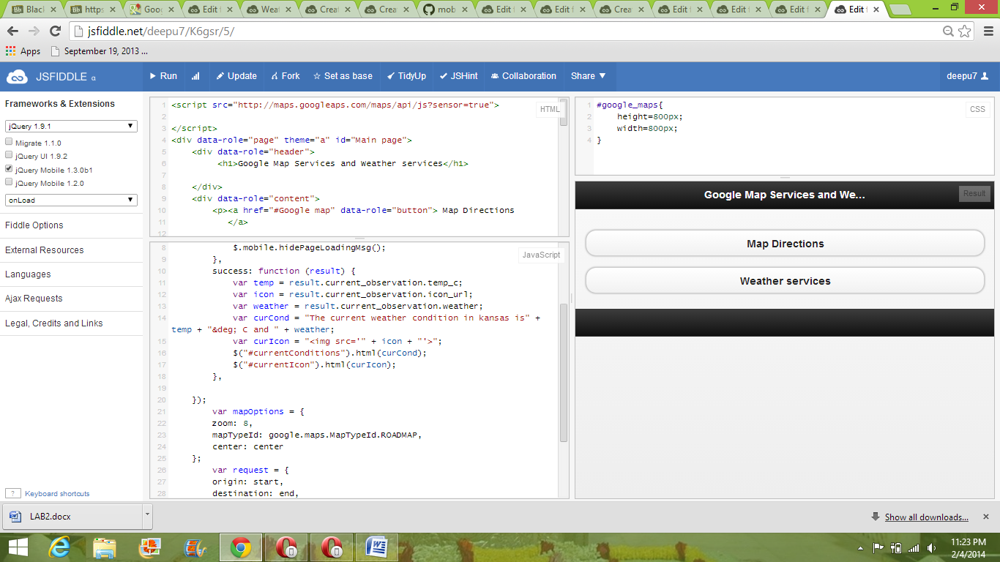 Black
https
Goo
Edit f
Weat
Creat
Creat
mob
Edit f
Edit f
Crea
Edit f
Edit f
Edit f
Edit f
jsfiddle.net/deepu7/K6gsr/5/
Apps September 19, 2013 ...
JSFIDDLE α Run Update Fork Set as base TidyUp JSHint Collaboration Share ▼ deepu7
Frameworks & Extensions
jQuery 1.9.1
Migrate 1.1.0
jQuery UI 1.9.2
jQuery Mobile 1.3.0b1
jQuery Mobile 1.2.0
onLoad
Fiddle Options
External Resources
Languages
Ajax Requests
Legal, Credits and Links
? Keyboard shortcuts
HTML
1 <script src="http://maps.googleaps.com/maps/api/js?sensor=true">
2
3 </script>
4 <div data-role="page" theme="a" id="Main page">
5 <div data-role="header">
6 <h1>Google Map Services and Weather services</h1>
7
8 </div>
9 <div data-role="content">
10 <p><a href="#Google map" data-role="button"> Map Directions
11 </a>
12
JavaScript
8 $.mobile.hidePageLoadingMsg();
9 },
10 success: function (result) {
11 var temp = result.current_observation.temp_c;
12 var icon = result.current_observation.icon_url;
13 var weather = result.current_observation.weather;
14 var curCond = "The current weather condition in kansas is" +
temp + "&deg; C and " + weather;
15 var curIcon = "<img src='" + icon + "'>";
16 $("#currentConditions").html(curCond);
17 $("#currentIcon").html(curIcon);
18 },
19
20 });
21 var mapOptions = {
22 zoom: 8,
23 mapTypeId: google.maps.MapTypeId.ROADMAP,
24 center: center
25 };
26 var request = {
27 origin: start,
28 destination: end,
CSS
1 #google_maps{
2 height=800px;
3 width=800px;
4 }
Google Map Services and We...
Result
Map Directions
Weather services
LAB2.docx
Show all downloads...
11:23 PM
2/4/2014